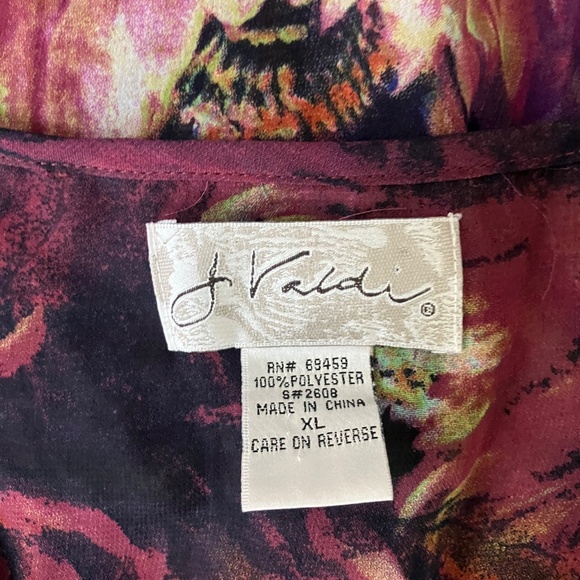 J Valdi®
RN# 69459
100%POLYESTER
S#2608
MADE IN CHINA
XL
CARE ON REVERSE